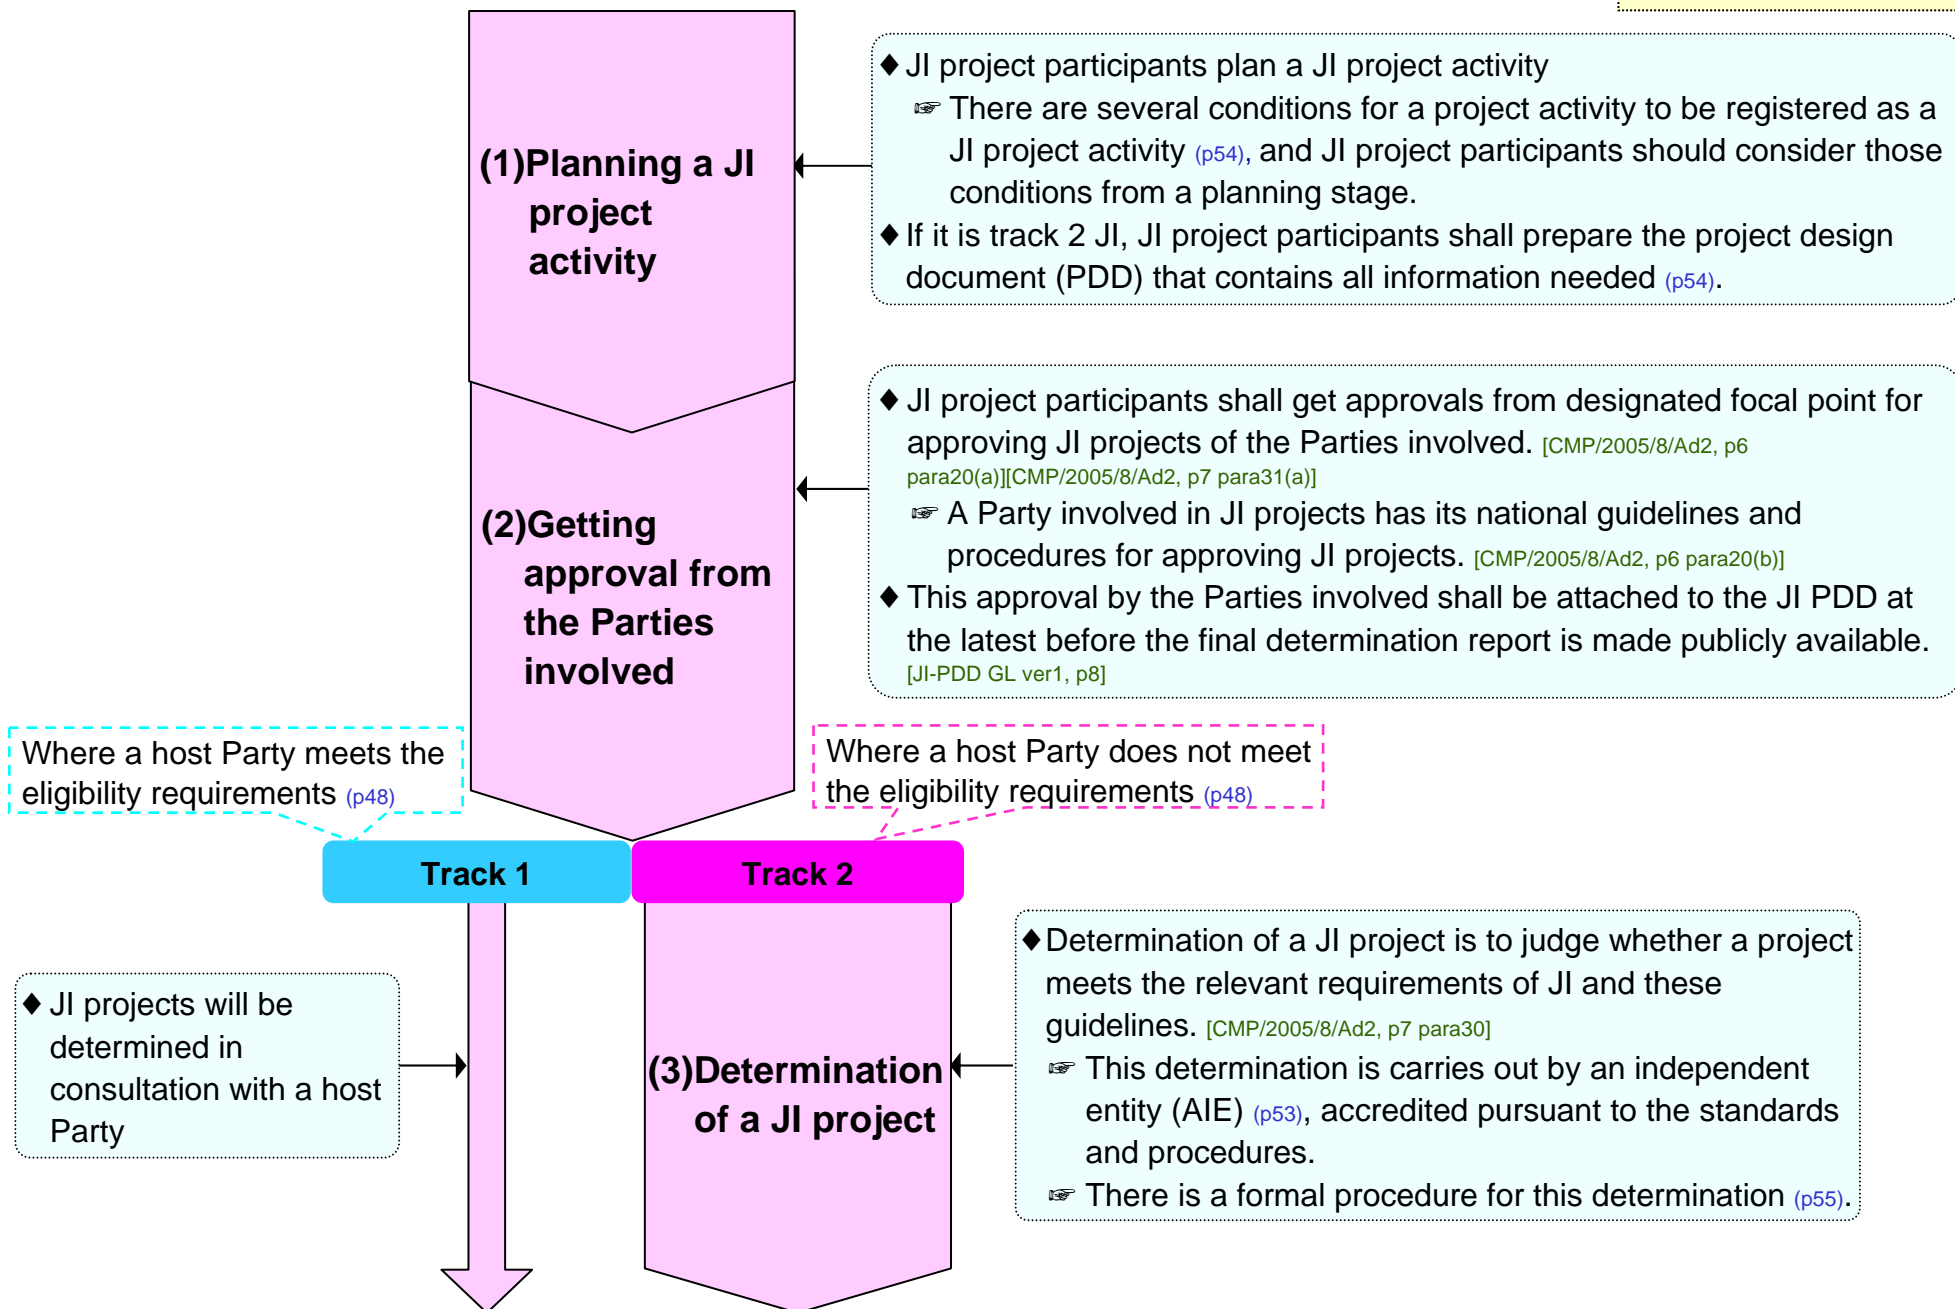 (1)Planning a JI
project
activity
♦ JI project participants plan a JI project activity
☞ There are several conditions for a project activity to be registered as a
JI project activity (p54), and JI project participants should consider those
conditions from a planning stage.
♦ If it is track 2 JI, JI project participants shall prepare the project design
document (PDD) that contains all information needed (p54).
(2)Getting
approval from
the Parties
involved
♦ JI project participants shall get approvals from designated focal point for
approving JI projects of the Parties involved. [CMP/2005/8/Ad2, p6
para20(a)][CMP/2005/8/Ad2, p7 para31(a)]
☞ A Party involved in JI projects has its national guidelines and
procedures for approving JI projects. [CMP/2005/8/Ad2, p6 para20(b)]
♦ This approval by the Parties involved shall be attached to the JI PDD at
the latest before the final determination report is made publicly available.
[JI-PDD GL ver1, p8]
Where a host Party meets the
eligibility requirements (p48)
Where a host Party does not meet
the eligibility requirements (p48)
Track 1
Track 2
♦ JI projects will be
determined in
consultation with a host
Party
(3)Determination
of a JI project
♦ Determination of a JI project is to judge whether a project
meets the relevant requirements of JI and these
guidelines. [CMP/2005/8/Ad2, p7 para30]
☞ This determination is carries out by an independent
entity (AIE) (p53), accredited pursuant to the standards
and procedures.
☞ There is a formal procedure for this determination (p55).